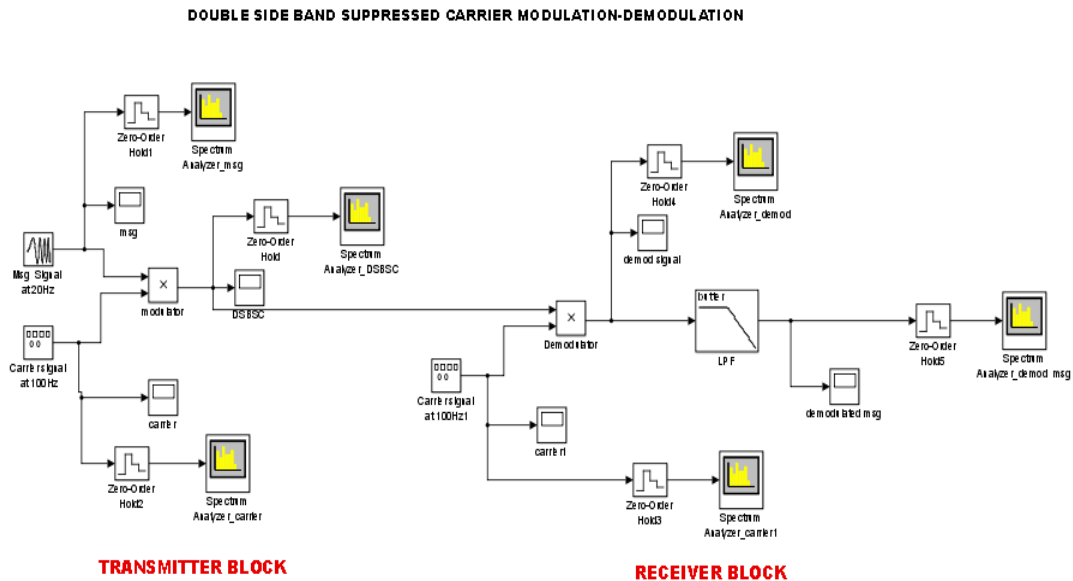 DOUBLE SIDE BAND SUPPRESSED CARRIER MODULATION-DEMODULATION
Zero-Order
Hold1
Spectrum
Analyzer_msg
msg
Msg Signal
at 20Hz
Zero-Order
Hold
Spectrum
Analyzer_DSBSC
×
modulator
DSBSC
Carrier signal
at 100Hz
carrier
Zero-Order
Hold2
Spectrum
Analyzer_carrier
TRANSMITTER BLOCK
Zero-Order
Hold4
Spectrum
Analyzer_demod
demod signal
×
Demodulator
butter
LPF
Zero-Order
Hold5
Spectrum
Analyzer_demod msg
demodulated msg
Carrier signal
at 100Hz1
carrier1
Zero-Order
Hold3
Spectrum
Analyzer_carrier1
RECEIVER BLOCK